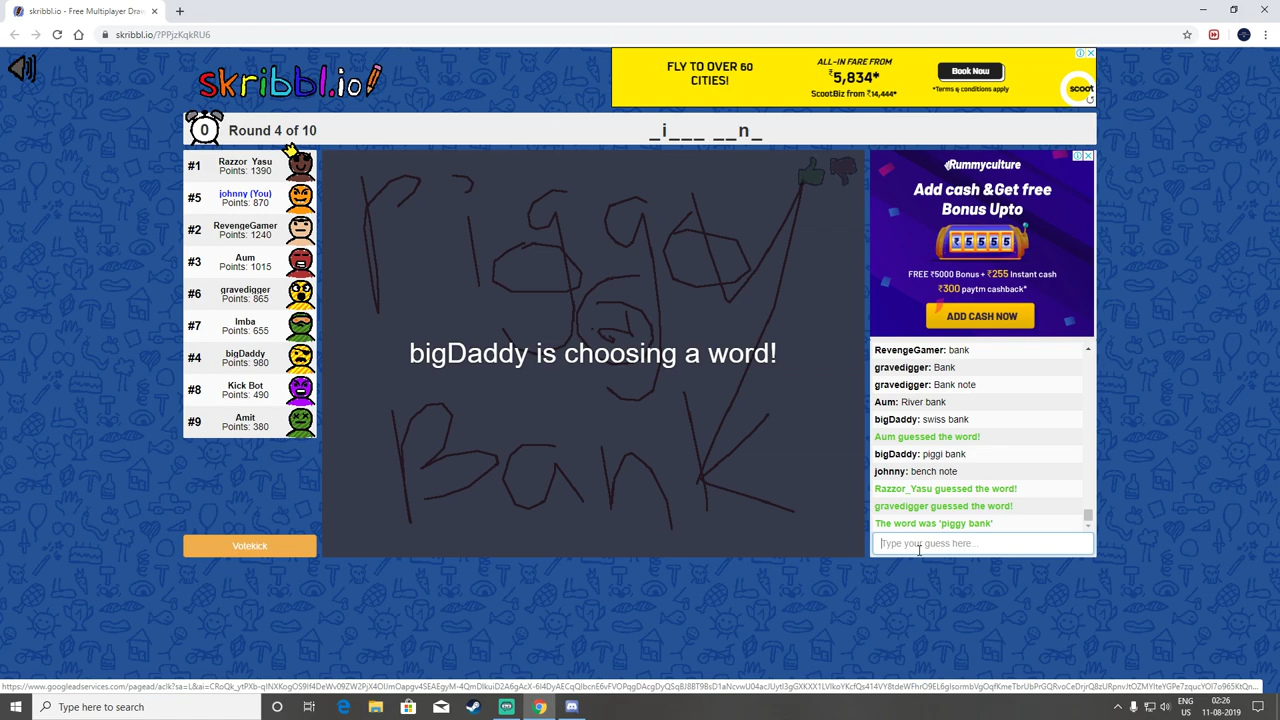 skribbl.io - Free Multiplayer Draw
skribbl.io/?PPjzKqkRU6
skribbl.io
FLY TO OVER 60
CITIES!
ALL-IN FARE FROM
₹5,834*
ScootBiz from ₹14,444*
Book Now
*Terms & conditions apply
scoot
0
Round 4 of 10
_i___ __n_
#1 Razzor_Yasu
Points: 1390
#5 johnny (You)
Points: 870
#2 RevengeGamer
Points: 1240
#3 Aum
Points: 1015
#6 gravedigger
Points: 865
#7 Imba
Points: 655
#4 bigDaddy
Points: 980
#8 Kick Bot
Points: 490
#9 Amit
Points: 380
Votekick
Piggy
bigDaddy is choosing a word!
Bank
Rummyculture
Add cash &Get free
Bonus Upto
₹5555
FREE ₹5000 Bonus + ₹255 Instant cash
₹300 paytm cashback*
ADD CASH NOW
RevengeGamer: bank
gravedigger: Bank
gravedigger: Bank note
Aum: River bank
bigDaddy: swiss bank
Aum guessed the word!
bigDaddy: piggi bank
johnny: bench note
Razzor_Yasu guessed the word!
gravedigger guessed the word!
The word was 'piggy bank'
Type your guess here...
Type here to search
ENG
02:26
11-08-2019